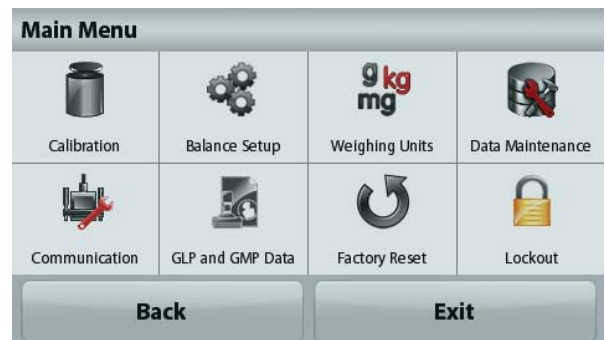 Main Menu
g kg
mg
Calibration
Balance Setup
Weighing Units
Data Maintenance
Communication
GLP and GMP Data
Factory Reset
Lockout
Back
Exit